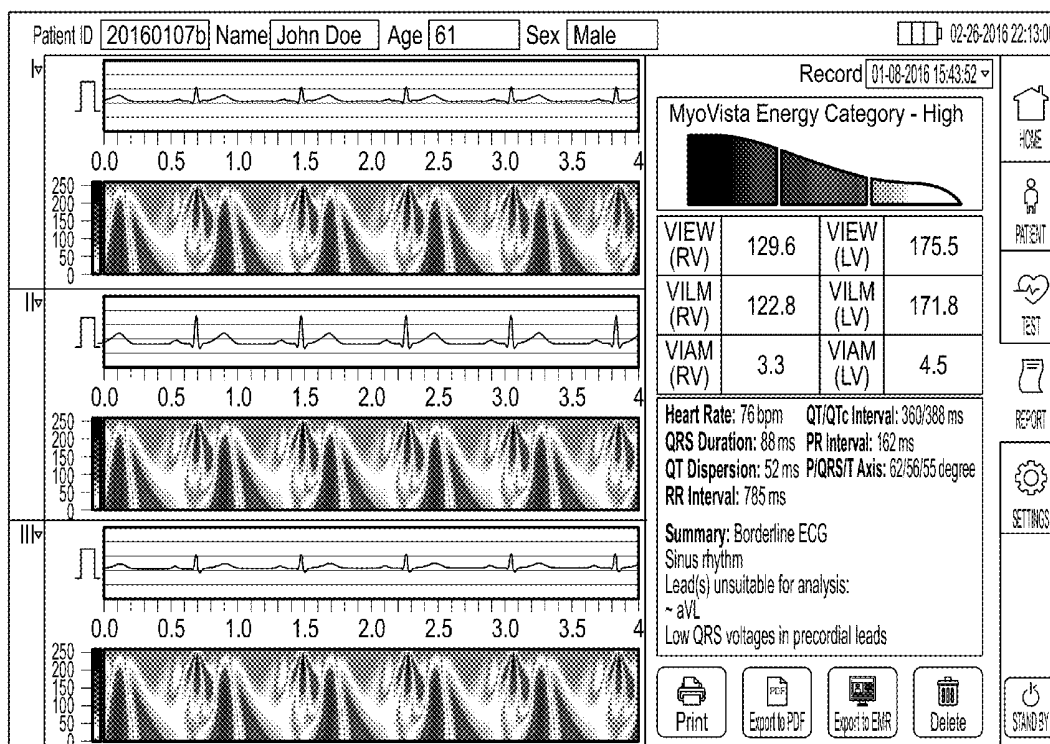 Patient ID 20160107b Name John Doe Age 61 Sex Male 02-26-2016 22:13:00
I
0.0 0.5 1.0 1.5 2.0 2.5 3.0 3.5 4
250
200
150
100
50
0
II
0.0 0.5 1.0 1.5 2.0 2.5 3.0 3.5 4
250
200
150
100
50
0
III
0.0 0.5 1.0 1.5 2.0 2.5 3.0 3.5 4
250
200
150
100
50
0
Record 01-08-2016 15:43:52
MyoVista Energy Category - High
VIEW (RV) 129.6 VIEW (LV) 175.5
VILM (RV) 122.8 VILM (LV) 171.8
VIAM (RV) 3.3 VIAM (LV) 4.5
Heart Rate: 76 bpm QT/QTc Interval: 360/388 ms
QRS Duration: 88 ms PR Interval: 162 ms
QT Dispersion: 52 ms P/QRS/T Axis: 62/56/55 degree
RR Interval: 785 ms
Summary: Borderline ECG
Sinus rhythm
Lead(s) unsuitable for analysis:
~ aVL
Low QRS voltages in precordial leads
Print
PDF
Export to PDF
Export to EMR
Delete
HOME
PATIENT
TEST
REPORT
SETTINGS
STAND BY